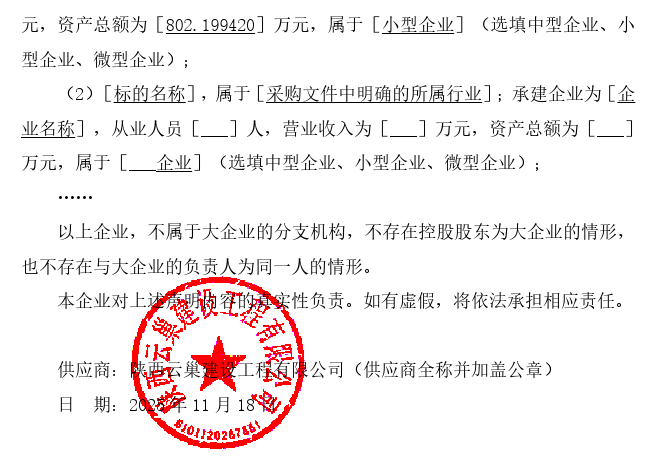 元，资产总额为［802.199420］万元，属于［小型企业］（选填中型企业、小
型企业、微型企业）；
（2）［标的名称］，属于［采购文件中明确的所属行业］；承建企业为［企
业名称］，从业人员［___］人，营业收入为［___］万元，资产总额为［___］
万元，属于［___企业］（选填中型企业、小型企业、微型企业）；
……
以上企业，不属于大企业的分支机构，不存在控股股东为大企业的情形，
也不存在与大企业的负责人为同一人的情形。
本企业对上述声明内容的真实性负责。如有虚假，将依法承担相应责任。
供应商：陕西云巢建设工程有限公司（供应商全称并加盖公章）
日　期：2025年11月18日
陕西云巢建设工程有限公司